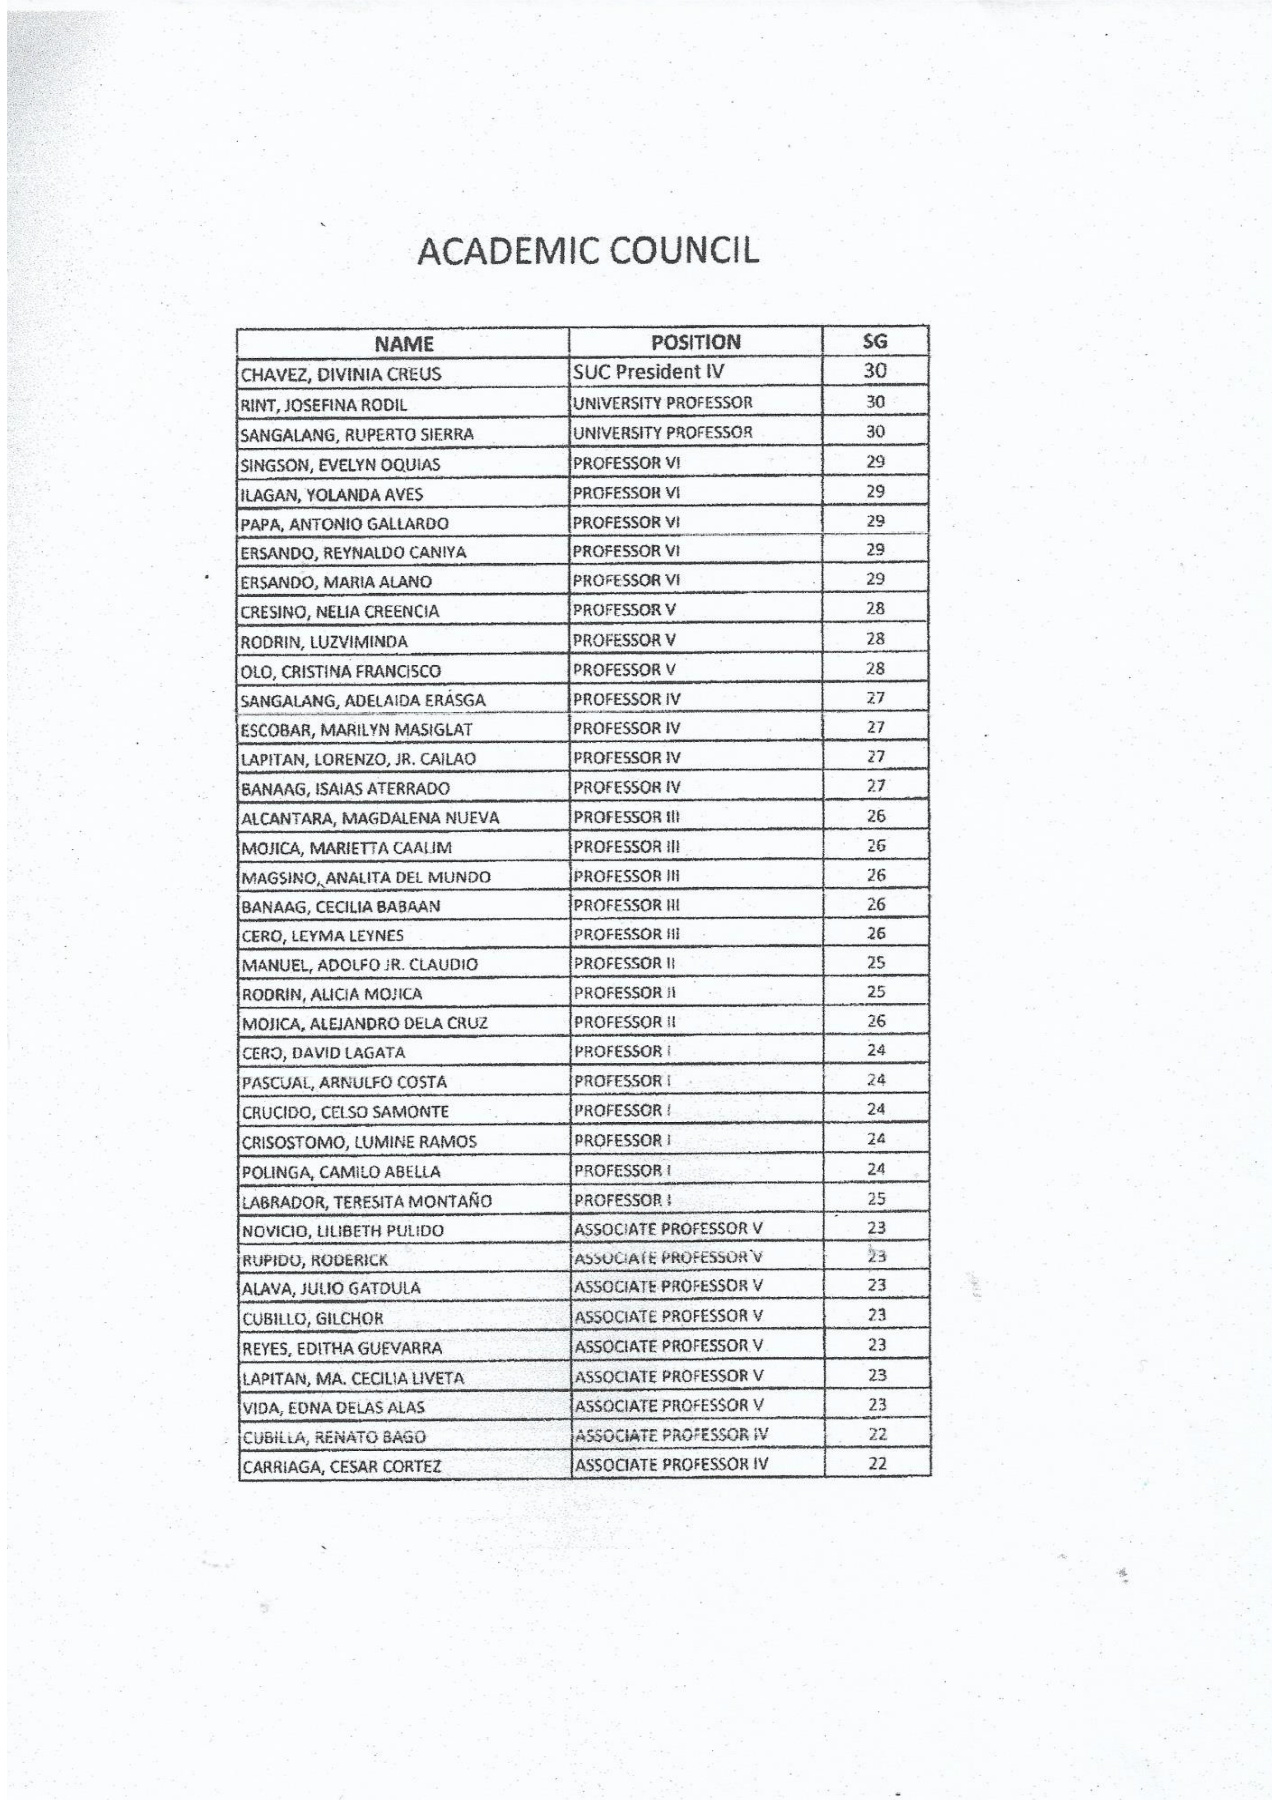 ACADEMIC COUNCIL
NAME POSITION SG
CHAVEZ, DIVINIA CREUS SUC President IV 30
RINT, JOSEFINA RODIL UNIVERSITY PROFESSOR 30
SANGALANG, RUPERTO SIERRA UNIVERSITY PROFESSOR 30
SINGSON, EVELYN OQUIAS PROFESSOR VI 29
ILAGAN, YOLANDA AVES PROFESSOR VI 29
PAPA, ANTONIO GALLARDO PROFESSOR VI 29
ERSANDO, REYNALDO CANIYA PROFESSOR VI 29
ERSANDO, MARIA ALANO PROFESSOR VI 29
CRESINO, NELIA CREENCIA PROFESSOR V 28
RODRIN, LUZVIMINDA PROFESSOR V 28
OLO, CRISTINA FRANCISCO PROFESSOR V 28
SANGALANG, ADELAIDA ERASGA PROFESSOR IV 27
ESCOBAR, MARILYN MASIGLAT PROFESSOR IV 27
LAPITAN, LORENZO, JR. CAILAO PROFESSOR IV 27
BANAAG, ISAIAS ATERRADO PROFESSOR IV 27
ALCANTARA, MAGDALENA NUEVA PROFESSOR III 26
MOJICA, MARIETTA CAALIM PROFESSOR III 26
MAGSINO, ANALITA DEL MUNDO PROFESSOR III 26
BANAAG, CECILIA BABAAN PROFESSOR III 26
CERO, LEYMA LEYNES PROFESSOR III 26
MANUEL, ADOLFO JR. CLAUDIO PROFESSOR II 25
RODRIN, ALICIA MOJICA PROFESSOR II 25
MOJICA, ALEJANDRO DELA CRUZ PROFESSOR II 26
CERO, DAVID LAGATA PROFESSOR I 24
PASCUAL, ARNULFO COSTA PROFESSOR I 24
CRUCIDO, CELSO SAMONTE PROFESSOR I 24
CRISOSTOMO, LUMINE RAMOS PROFESSOR I 24
POLINGA, CAMILO ABELLA PROFESSOR I 24
LABRADOR, TERESITA MONTAÑO PROFESSOR I 25
NOVICIO, LILIBETH PULIDO ASSOCIATE PROFESSOR V 23
RUPIDO, RODERICK ASSOCIATE PROFESSOR V 23
ALAVA, JULIO GATDULA ASSOCIATE PROFESSOR V 23
CUBILLO, GILCHOR ASSOCIATE PROFESSOR V 23
REYES, EDITHA GUEVARRA ASSOCIATE PROFESSOR V 23
LAPITAN, MA. CECILIA LIVETA ASSOCIATE PROFESSOR V 23
VIDA, EDNA DELAS ALAS ASSOCIATE PROFESSOR V 23
CUBILLA, RENATO BAGO ASSOCIATE PROFESSOR IV 22
CARRIAGA, CESAR CORTEZ ASSOCIATE PROFESSOR IV 22